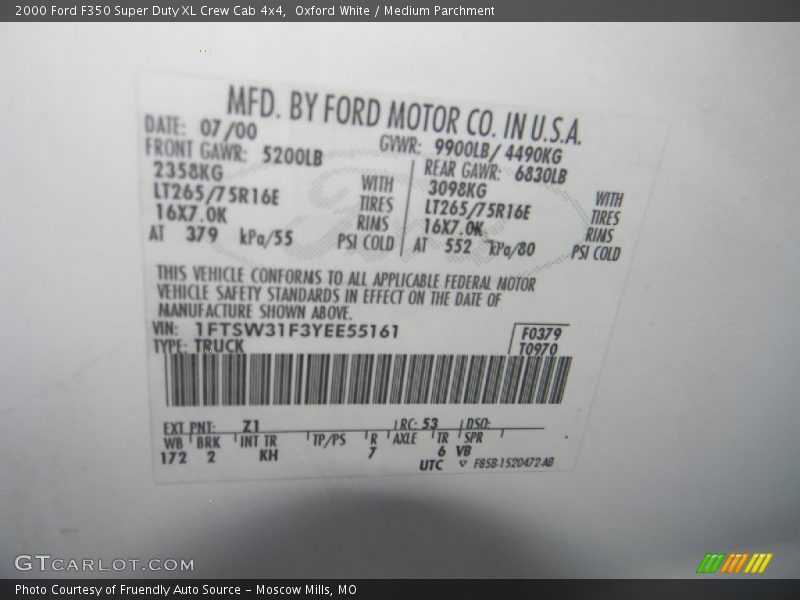 2000 Ford F350 Super Duty XL Crew Cab 4x4,  Oxford White / Medium Parchment
MFD. BY FORD MOTOR CO. IN U.S.A.
DATE: 07/00
GVWR: 9900LB/ 4490KG
FRONT GAWR: 5200LB
2358KG
LT265/75R16E
16X7.0K
AT 379 kPa/55
WITH
TIRES
RIMS
PSI COLD
REAR GAWR: 6830LB
3098KG
LT265/75R16E
16X7.0K
AT 552 kPa/80
WITH
TIRES
RIMS
PSI COLD
THIS VEHICLE CONFORMS TO ALL APPLICABLE FEDERAL MOTOR
VEHICLE SAFETY STANDARDS IN EFFECT ON THE DATE OF
MANUFACTURE SHOWN ABOVE.
VIN: 1FTSW31F3YEE55161
TYPE: TRUCK
F0379
T0970
EXT PNT: Z1 RC: 53 DSO:
WB BRK INT TR TP/PS R AXLE TR SPR
172 2 KH 7 6 VB
UTC F85B-1520472-AB
GTCARLOT.COM
Photo Courtesy of Fruendly Auto Source – Moscow Mills, MO